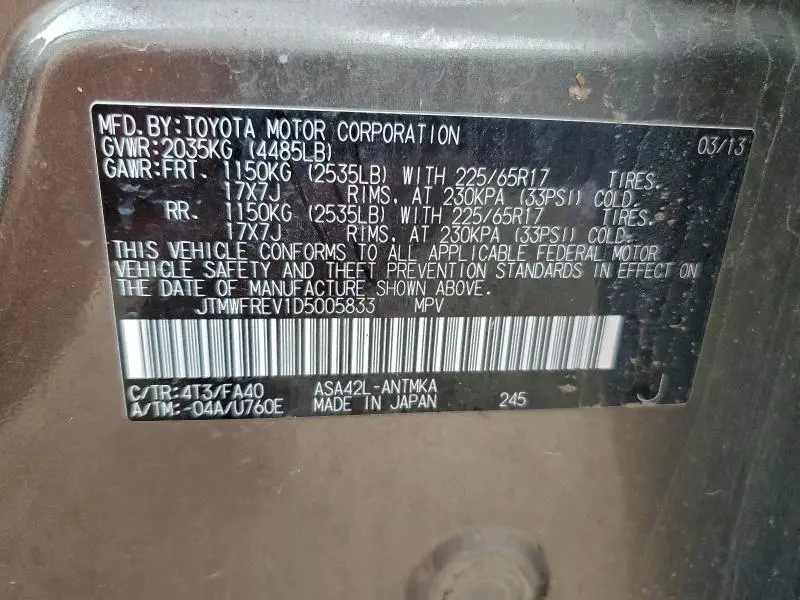 MFD.BY:TOYOTA MOTOR CORPORATION 03/13
GVWR:2035KG (4485LB)
GAWR:FRT. 1150KG (2535LB) WITH 225/65R17 TIRES.
17X7J RIMS, AT 230KPA (33PSI) COLD.
RR. 1150KG (2535LB) WITH 225/65R17 TIRES.
17X7J RIMS, AT 230KPA (33PSI) COLD.
THIS VEHICLE CONFORMS TO ALL APPLICABLE FEDERAL MOTOR
VEHICLE SAFETY AND THEFT PREVENTION STANDARDS IN EFFECT ON
THE DATE OF MANUFACTURE SHOWN ABOVE.
JTMWFREV1D5005833 MPV
C/TR:4T3/FA40 ASA42L-ANTMKA
A/TM:-04A/U760E MADE IN JAPAN 245 J